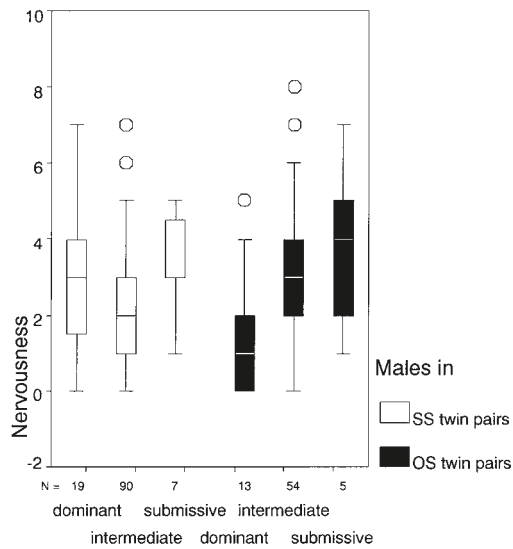 10
8
6
4
2
0
-2
Nervousness
Males in
SS twin pairs
OS twin pairs
N = 19 90 7 13 54 5
dominant submissive intermediate
intermediate dominant submissive